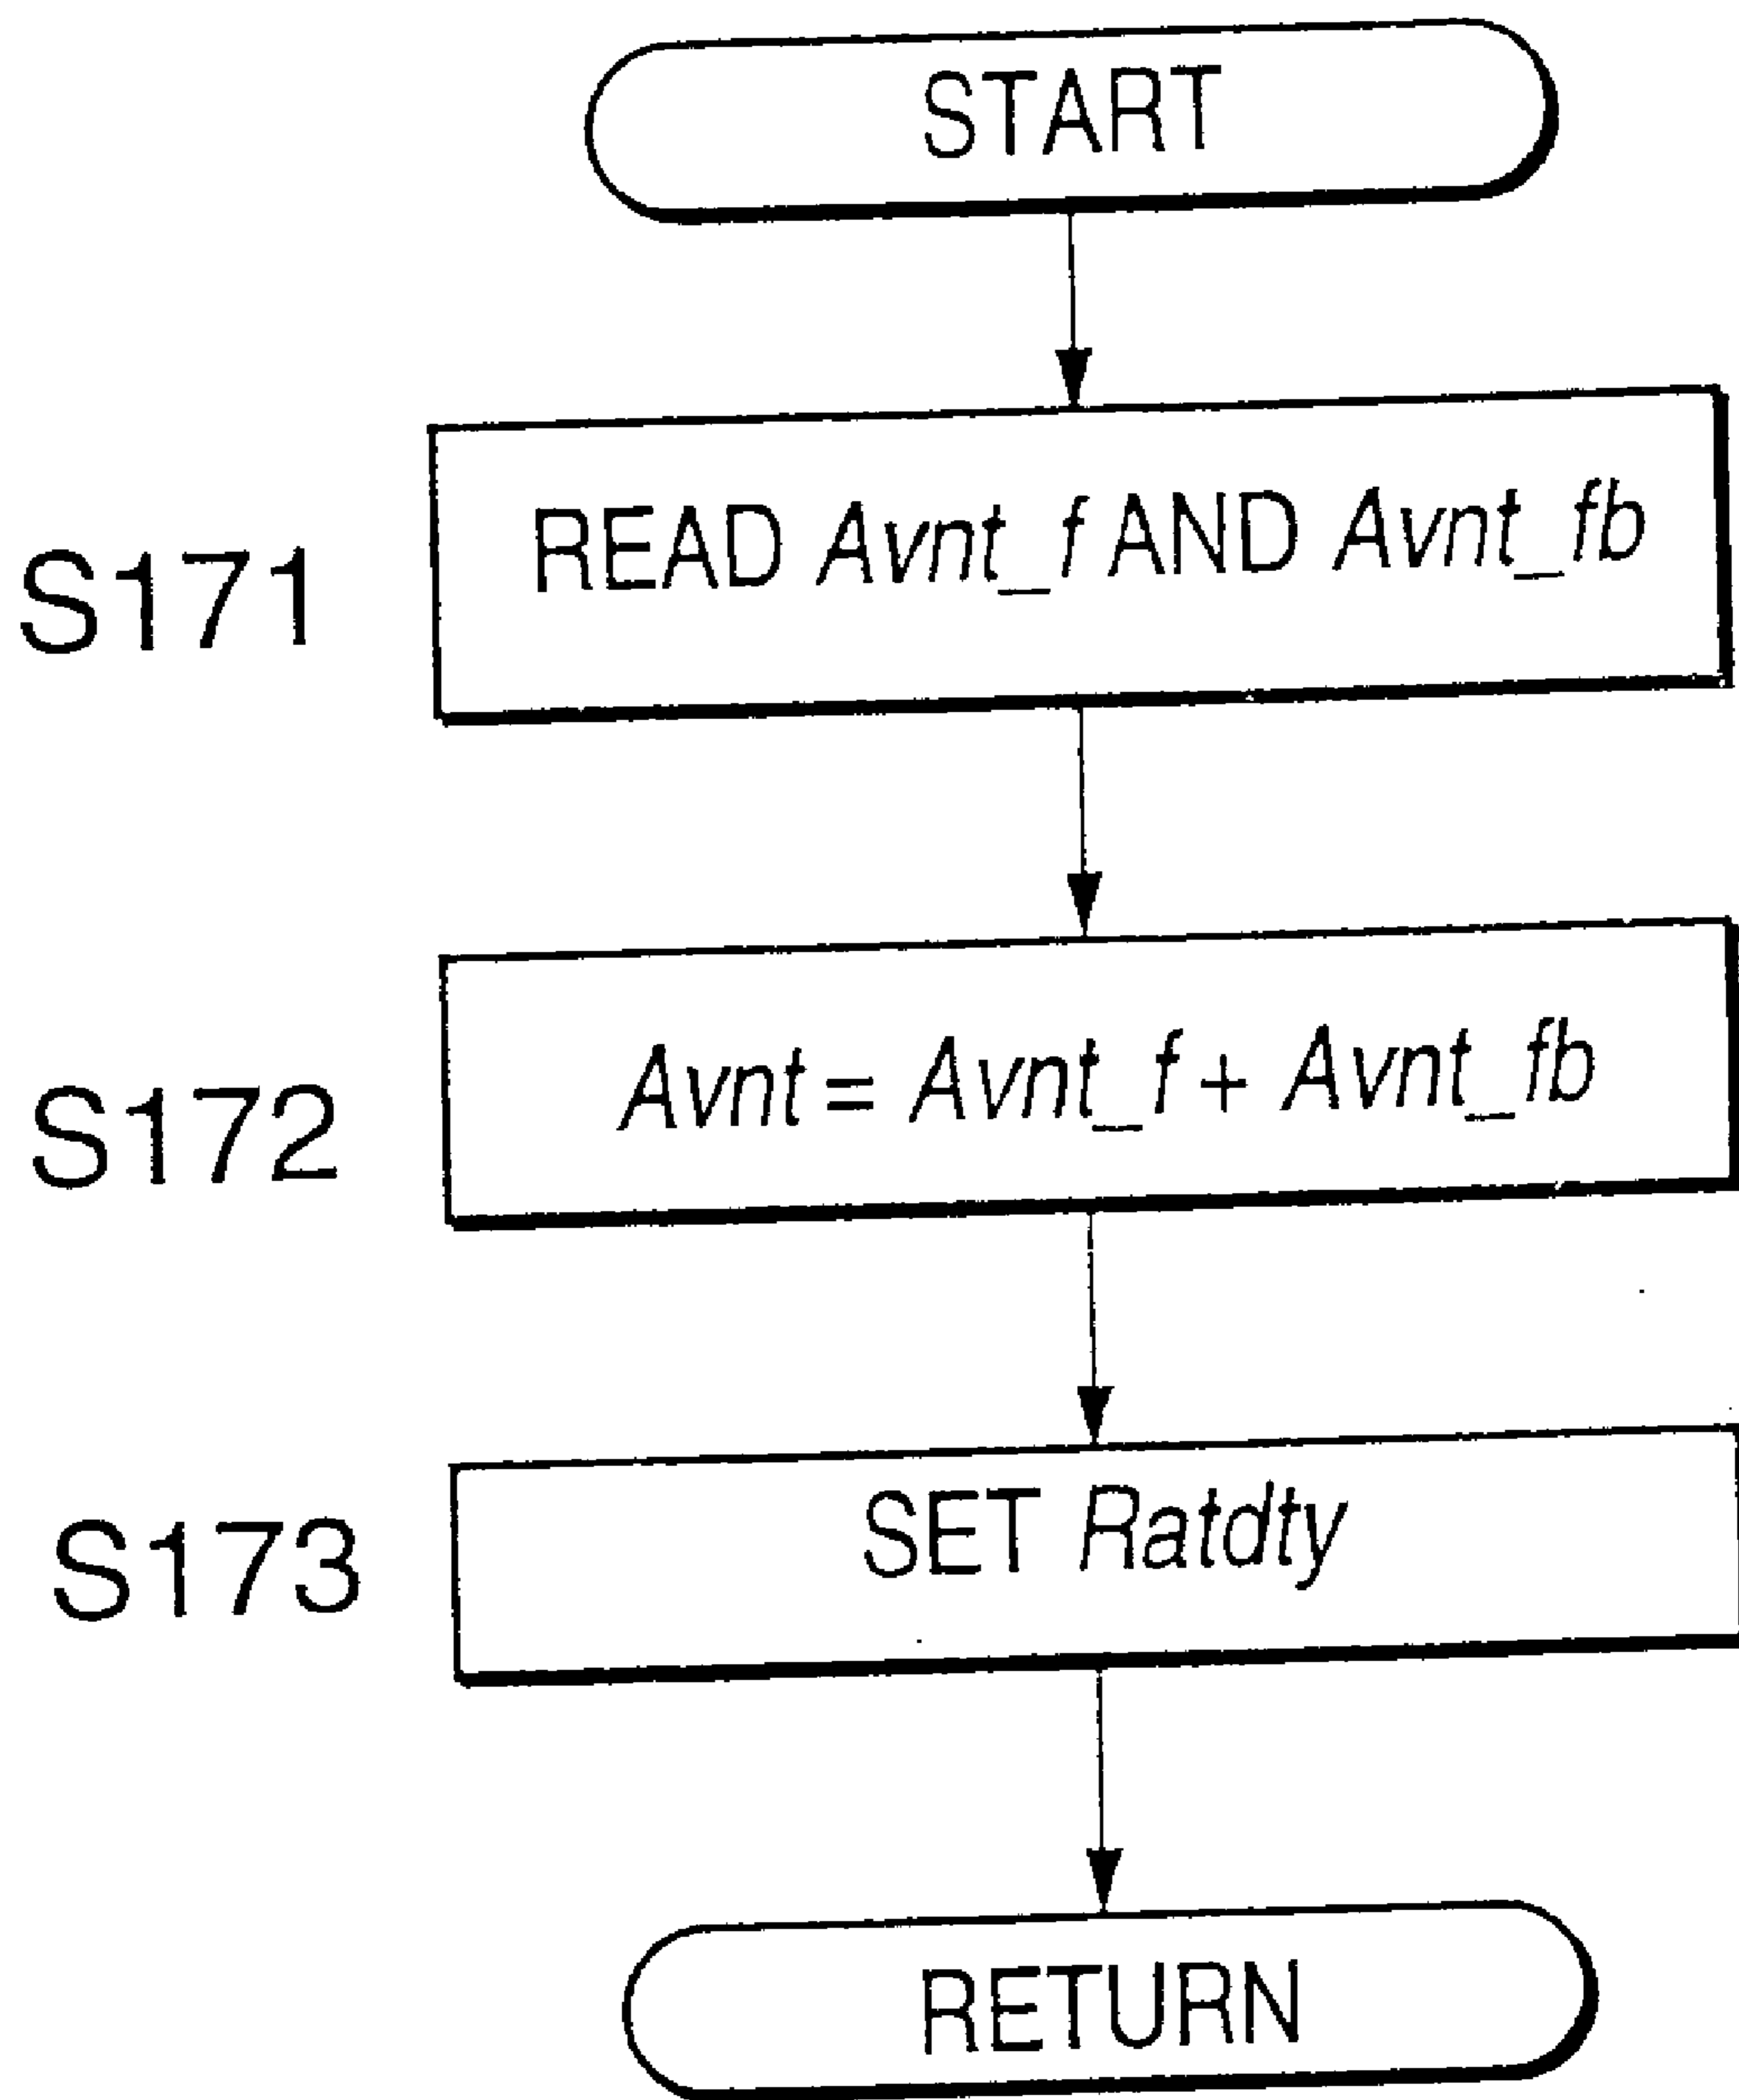 START
S171
READ Avnt_f AND Avnt_fb
S172
Avnt = Avnt_f + Avnt_fb
S173
SET Ratdty
RETURN